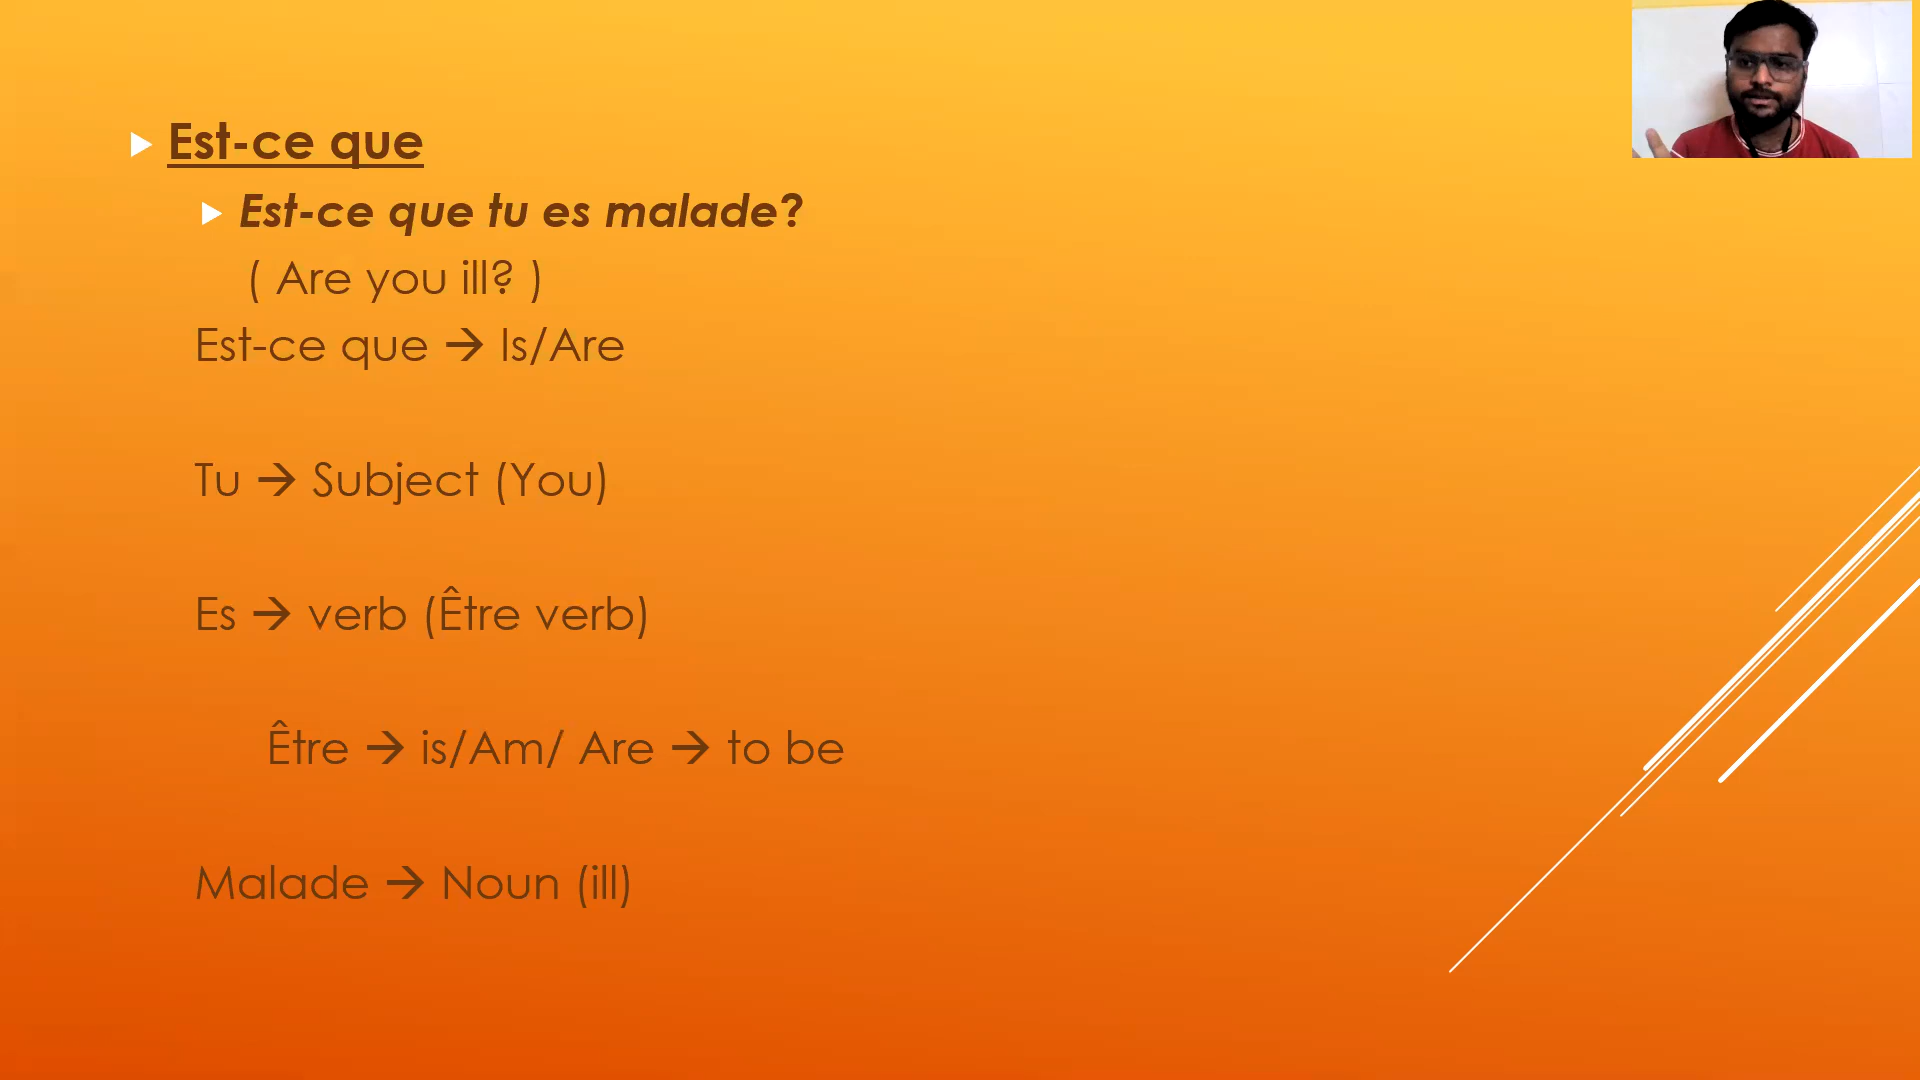 Est-ce que
Est-ce que tu es malade?
( Are you ill? )
Est-ce que → Is/Are
Tu → Subject (You)
Es → verb (Être verb)
Être → is/Am/ Are → to be
Malade → Noun (ill)